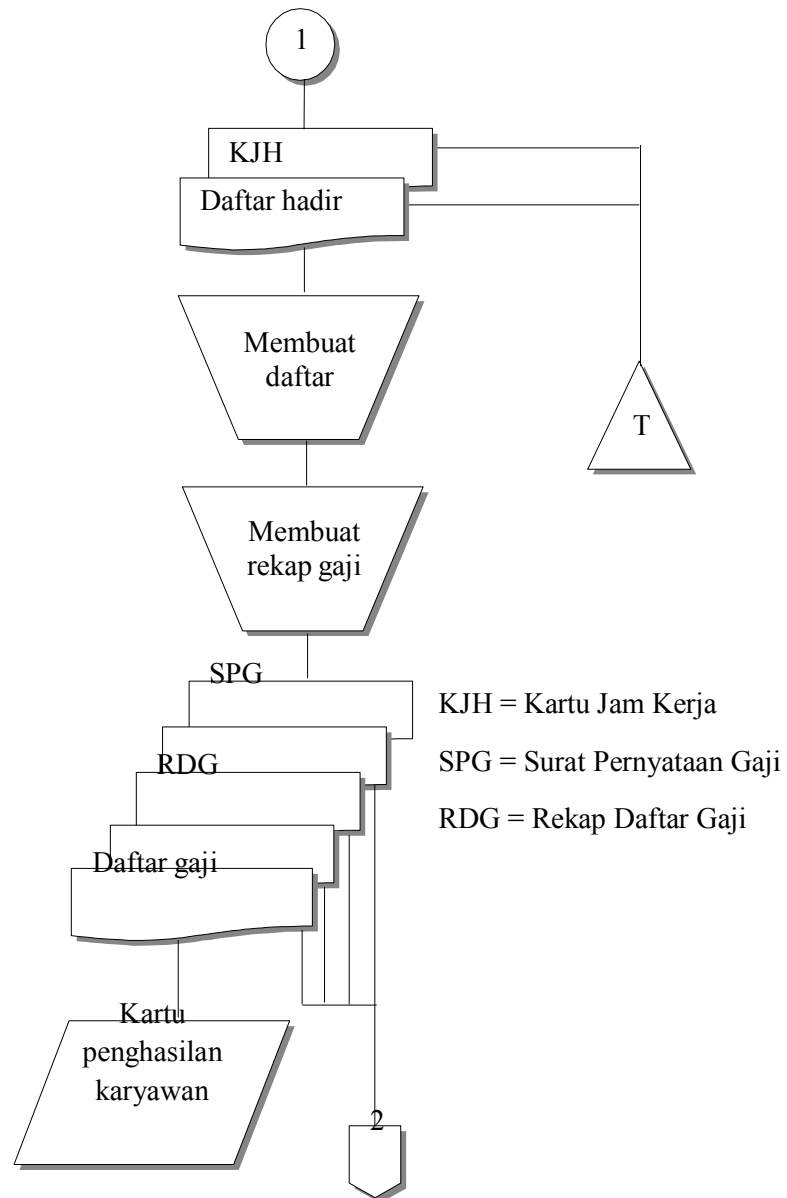 1
KJH
Daftar hadir
Membuat
daftar
T
Membuat
rekap gaji
SPG
KJH = Kartu Jam Kerja
SPG = Surat Pernyataan Gaji
RDG
RDG = Rekap Daftar Gaji
Daftar gaji
Kartu
penghasilan
karyawan
2